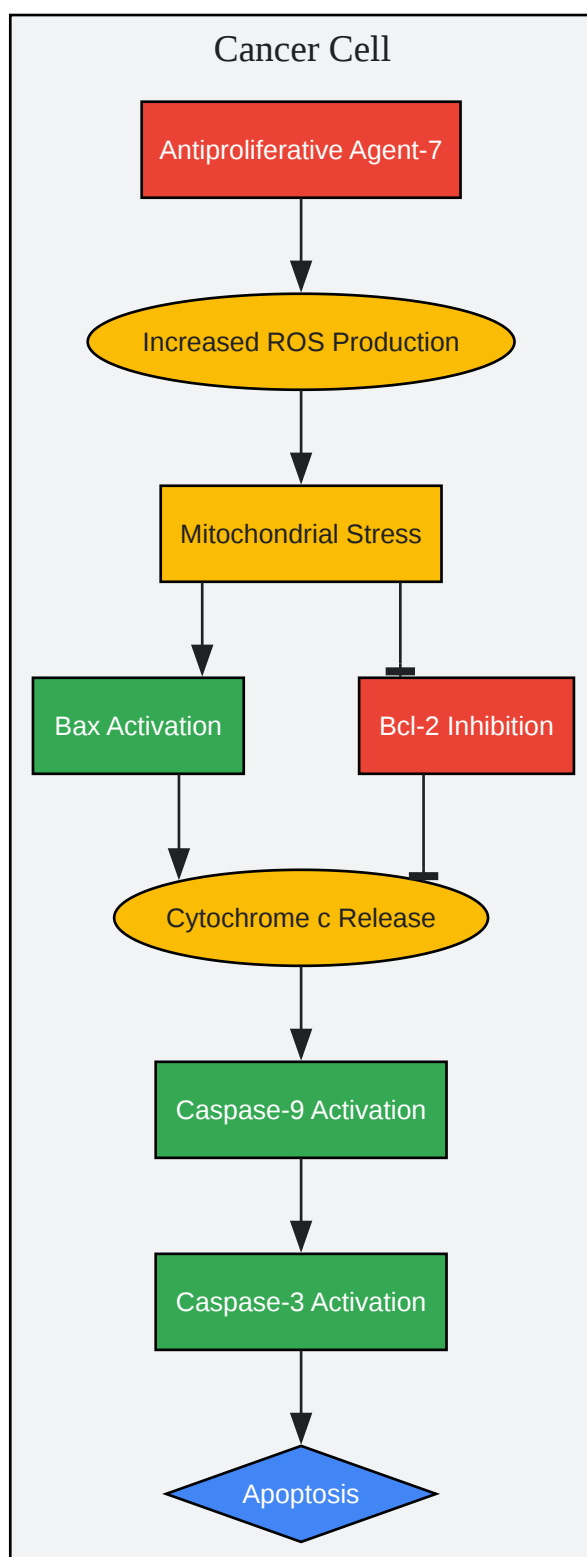 Cancer Cell
Antiproliferative Agent-7
Increased ROS Production
Mitochondrial Stress
Bax Activation
Bcl-2 Inhibition
Cytochrome c Release
Caspase-9 Activation
Caspase-3 Activation
Apoptosis